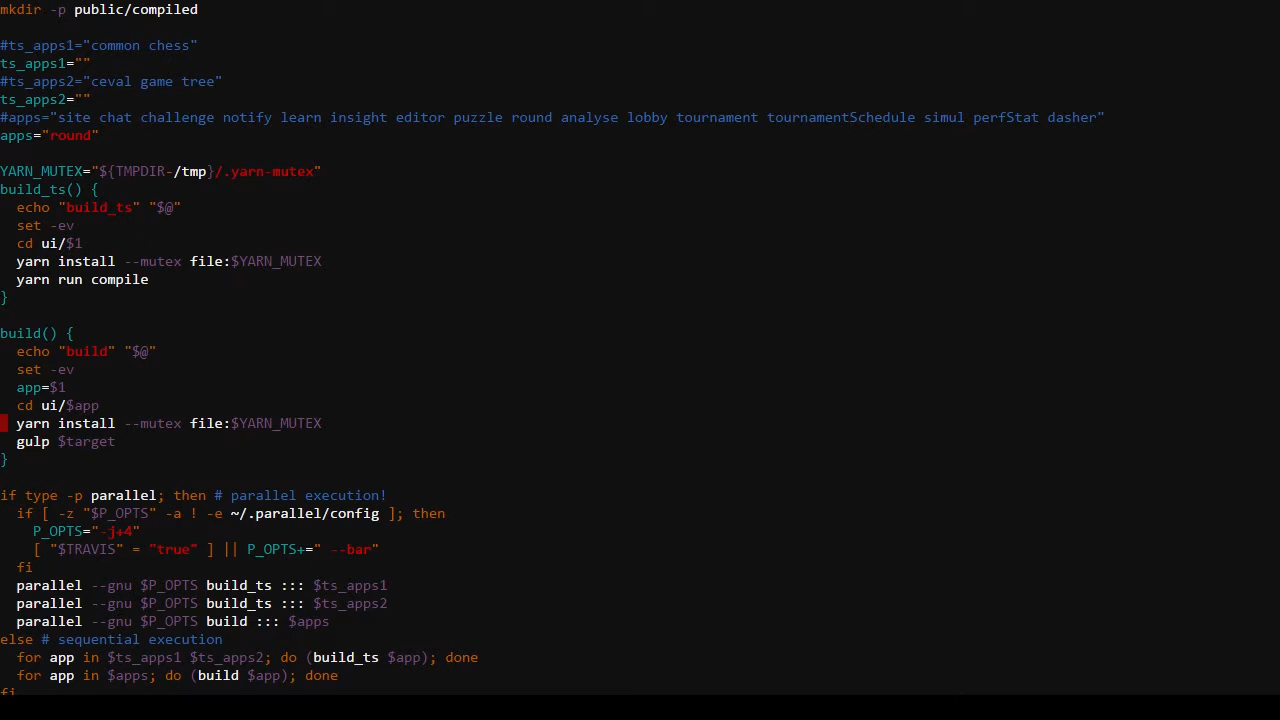 mkdir -p public/compiled
#ts_apps1="common chess"
ts_apps1=""
#ts_apps2="ceval game tree"
ts_apps2=""
#apps="site chat challenge notify learn insight editor puzzle round analyse lobby tournament tournamentSchedule simul perfStat dasher"
apps="round"
YARN_MUTEX="${TMPDIR-/tmp}/.yarn-mutex"
build_ts() {
  echo "build_ts" "$@"
  set -ev
  cd ui/$1
  yarn install --mutex file:$YARN_MUTEX
  yarn run compile
}
build() {
  echo "build" "$@"
  set -ev
  app=$1
  cd ui/$app
  yarn install --mutex file:$YARN_MUTEX
  gulp $target
}
if type -p parallel; then # parallel execution!
  if [ -z "$P_OPTS" -a ! -e ~/.parallel/config ]; then
    P_OPTS="-j+4"
    [ "$TRAVIS" = "true" ] || P_OPTS+=" --bar"
  fi
  parallel --gnu $P_OPTS build_ts ::: $ts_apps1
  parallel --gnu $P_OPTS build_ts ::: $ts_apps2
  parallel --gnu $P_OPTS build ::: $apps
else # sequential execution
  for app in $ts_apps1 $ts_apps2; do (build_ts $app); done
  for app in $apps; do (build $app); done
fi